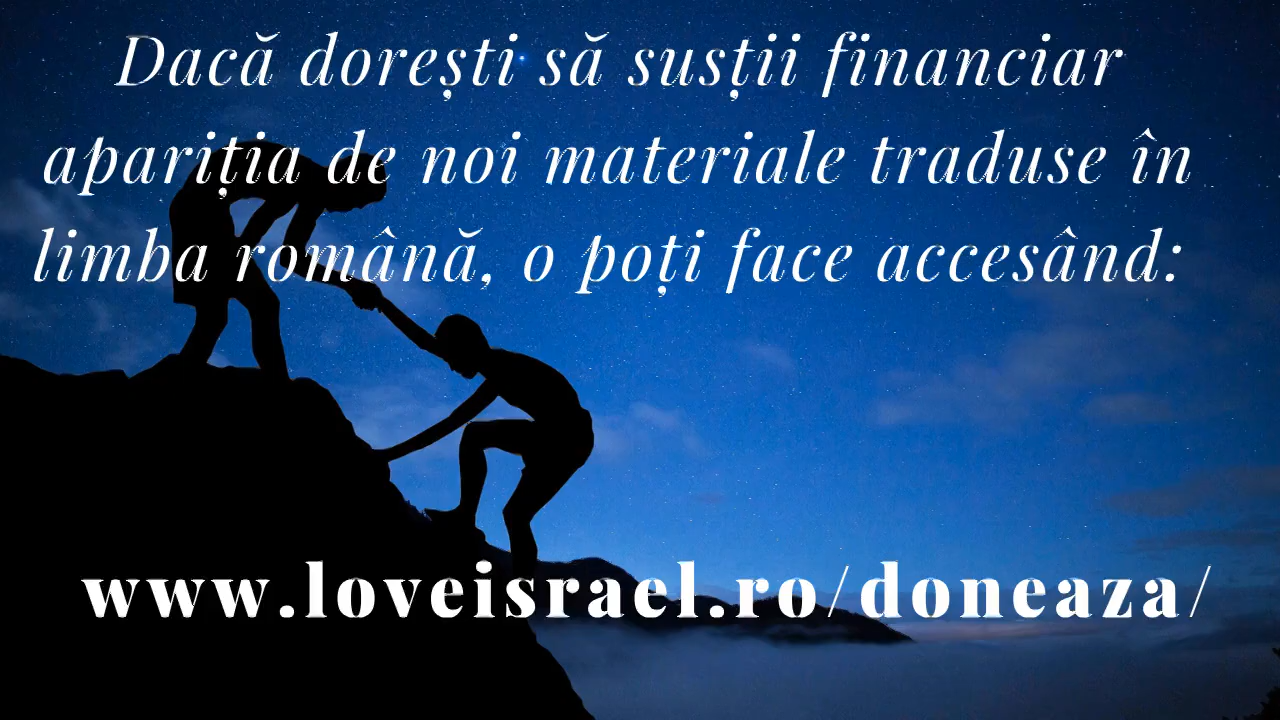 Dacă dorești să susții financiar
apariția de noi materiale traduse în
limba română, o poți face accesând:
www.loveisrael.ro/doneaza/